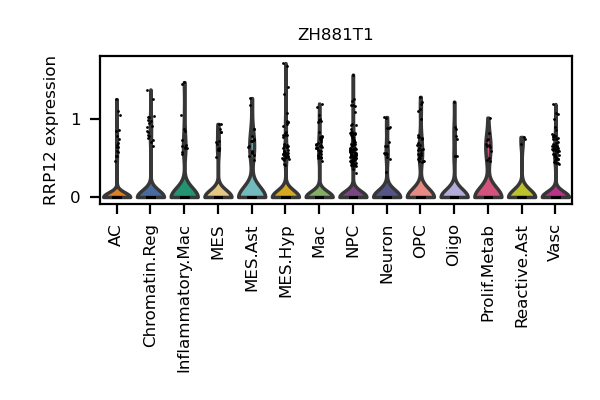 ZH881T1
RRP12 expression
1
0
AC
Chromatin.Reg
Inflammatory.Mac
MES
MES.Ast
MES.Hyp
Mac
NPC
Neuron
OPC
Oligo
Prolif.Metab
Reactive.Ast
Vasc